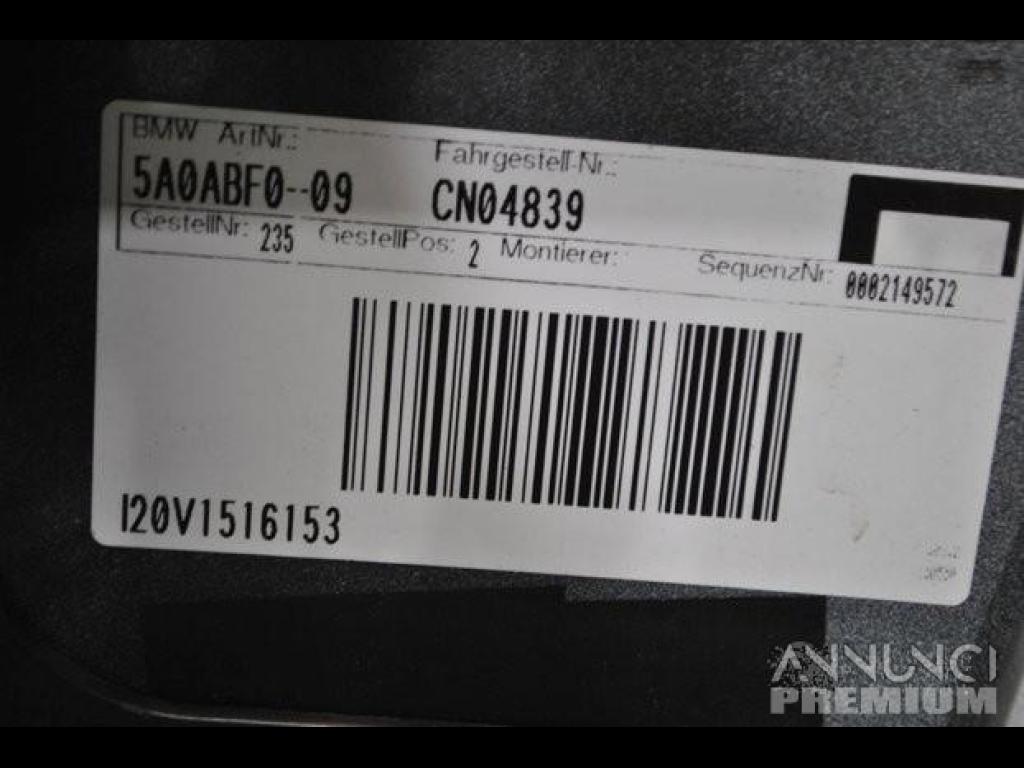 BMW ArtNr.: Fahrgestell-Nr.:
5A0ABF0--09 CN04839
GestellNr: 235 GestellPos: 2 Montierer: SequenzNr: 0002149572
I20V1516153
ANNUNCI
PREMIUM